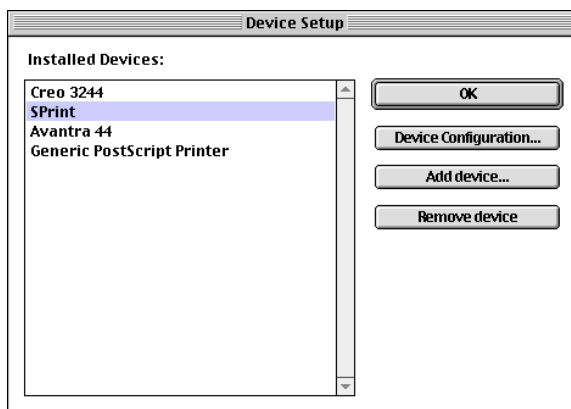 Device Setup
Installed Devices:
Creo 3244
SPrint
Avantra 44
Generic PostScript Printer
OK
Device Configuration...
Add device...
Remove device